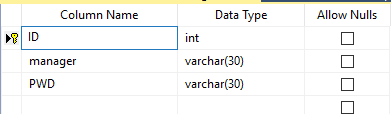 Column Name Data Type Allow Nulls
ID int
manager varchar(30)
PWD varchar(30)